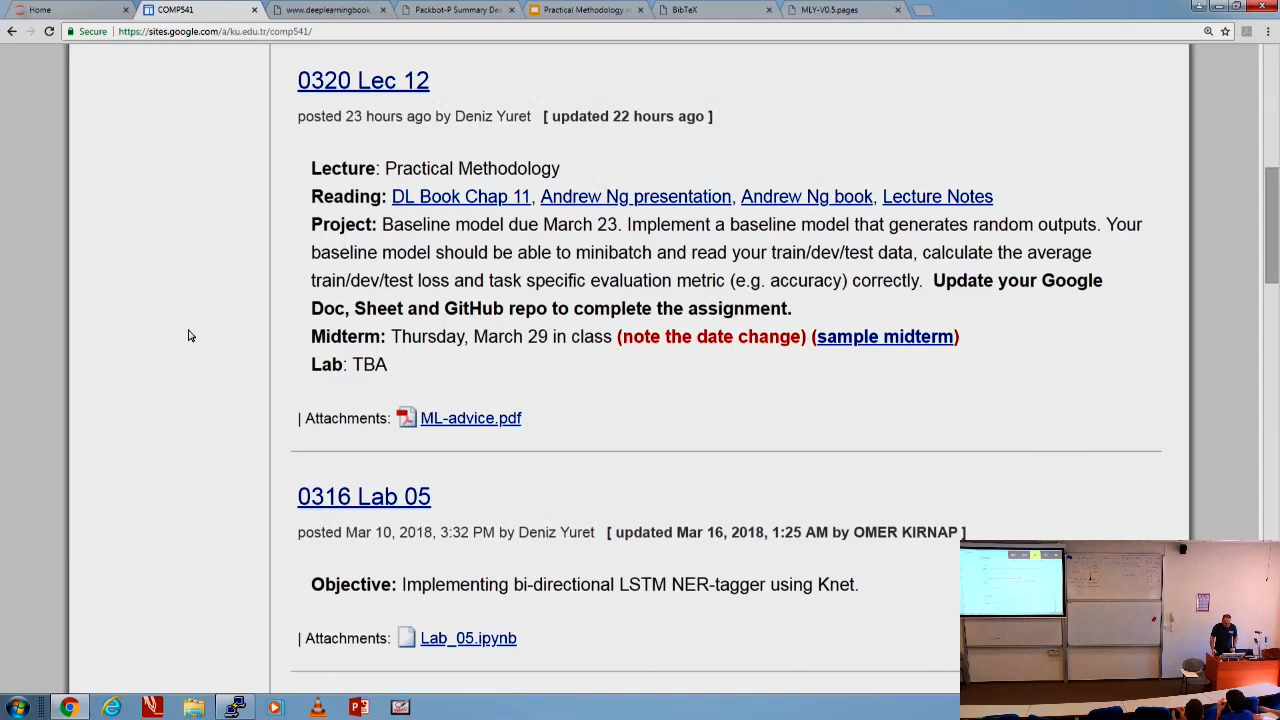 Home
COMP541
www.deeplearningbook
Packbot-P Summary Des
Practical Methodology in
BibTeX
MLY-V0.5.pages
Secure
https://sites.google.com/a/ku.edu.tr/comp541/
0320 Lec 12
posted 23 hours ago by Deniz Yuret [ updated 22 hours ago ]
Lecture: Practical Methodology
Reading: DL Book Chap 11, Andrew Ng presentation, Andrew Ng book, Lecture Notes
Project: Baseline model due March 23. Implement a baseline model that generates random outputs. Your
baseline model should be able to minibatch and read your train/dev/test data, calculate the average
train/dev/test loss and task specific evaluation metric (e.g. accuracy) correctly. Update your Google
Doc, Sheet and GitHub repo to complete the assignment.
Midterm: Thursday, March 29 in class (note the date change) (sample midterm)
Lab: TBA
| Attachments: ML-advice.pdf
0316 Lab 05
posted Mar 10, 2018, 3:32 PM by Deniz Yuret [ updated Mar 16, 2018, 1:25 AM by OMER KIRNAP ]
Objective: Implementing bi-directional LSTM NER-tagger using Knet.
| Attachments: Lab_05.ipynb